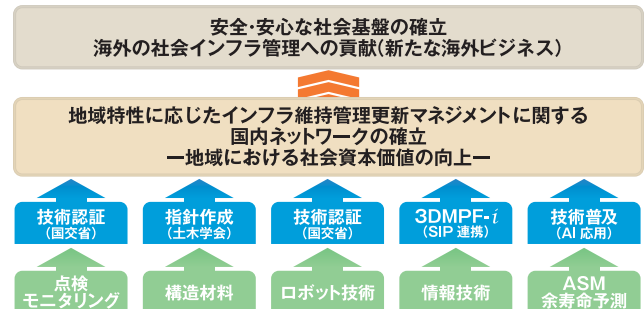 安全・安心な社会基盤の確立
海外の社会インフラ管理への貢献(新たな海外ビジネス)
地域特性に応じたインフラ維持管理更新マネジメントに関する
国内ネットワークの確立
ー地域における社会資本価値の向上ー
技術認証
(国交省)
指針作成
(土木学会)
技術認証
(国交省)
3DMPF-i
(SIP 連携)
技術普及
(AI 応用)
点検
モニタリング
構造材料
ロボット技術
情報技術
ASM
余寿命予測